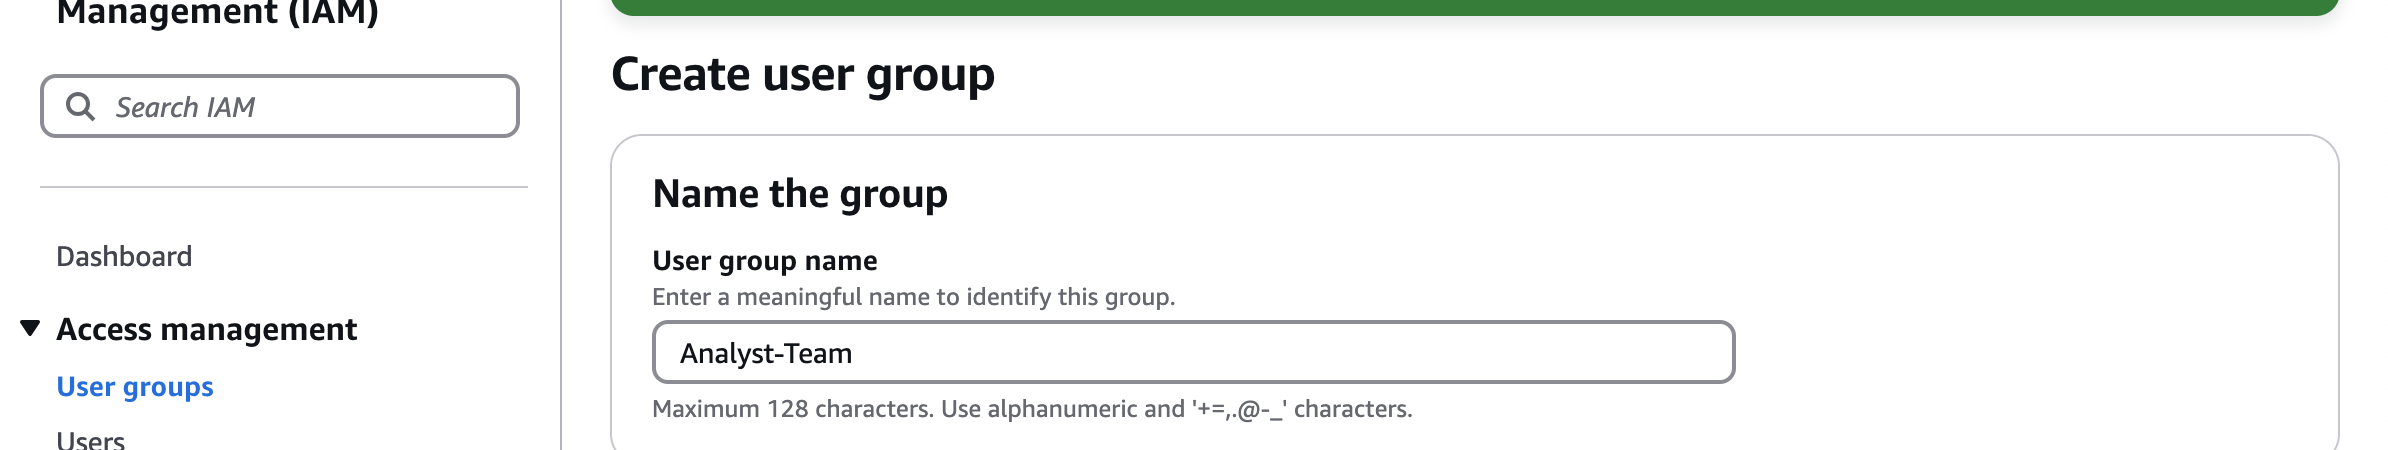 Management (IAM)
Search IAM
Dashboard
Access management
User groups
Users
Create user group
Name the group
User group name
Enter a meaningful name to identify this group.
Analyst-Team
Maximum 128 characters. Use alphanumeric and '+=,.@-_' characters.